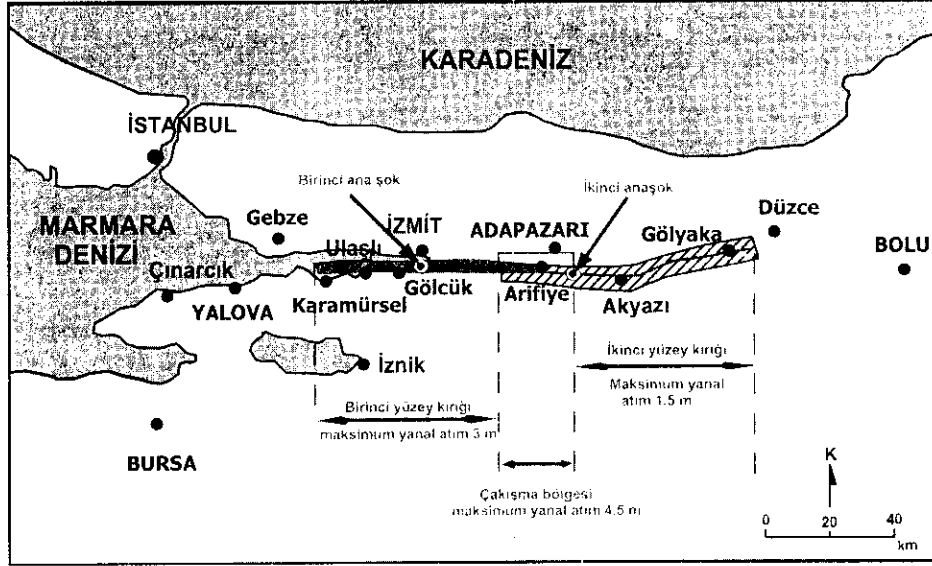 KARADENİZ
İSTANBUL
Birinci ana şok
İkinci anaşok
MARMARA
DENİZİ
Gebze
İZMİT
ADAPAZARI
Düzce
Ulaşlı
Gölyaka
BOLU
Çınarcık
YALOVA
Karamürsel
Gölcük
Arifiye
Akyazı
İznik
İkinci yüzey kırığı
Maksimum yanal
atım 1.5 m
Birinci yüzey kırığı
maksimum yanal atım 3 m
BURSA
K
Çakışma bölgesi
maksimum yanal atım 4.5 m
0 20 40
km